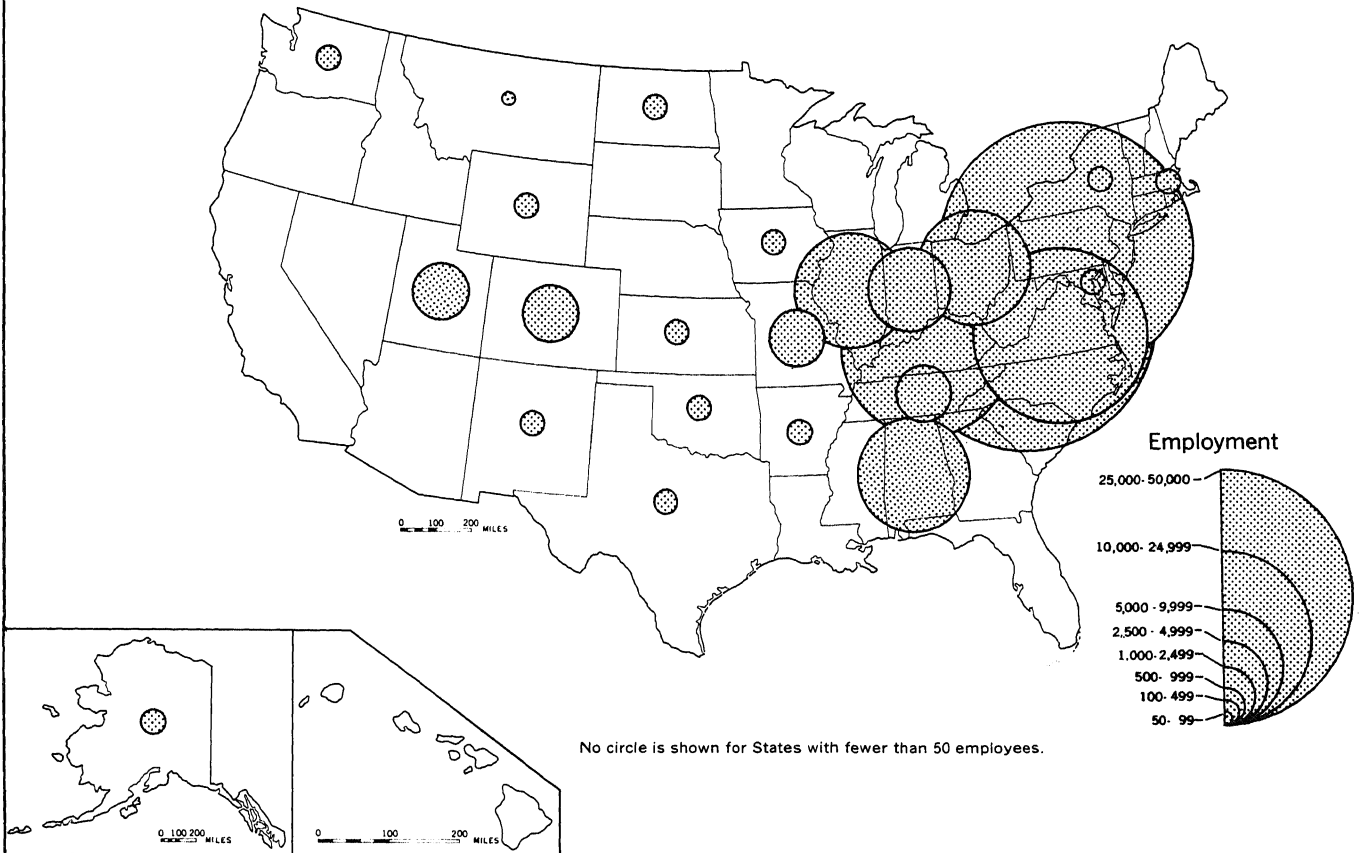 Employment
25,000-50,000
10,000-24,999
5,000-9,999
2,500-4,999
1,000-2,499
500-999
100-499
50-99
0 100 200 MILES
No circle is shown for States with fewer than 50 employees.
0 100 200 MILES
0 100 200 MILES